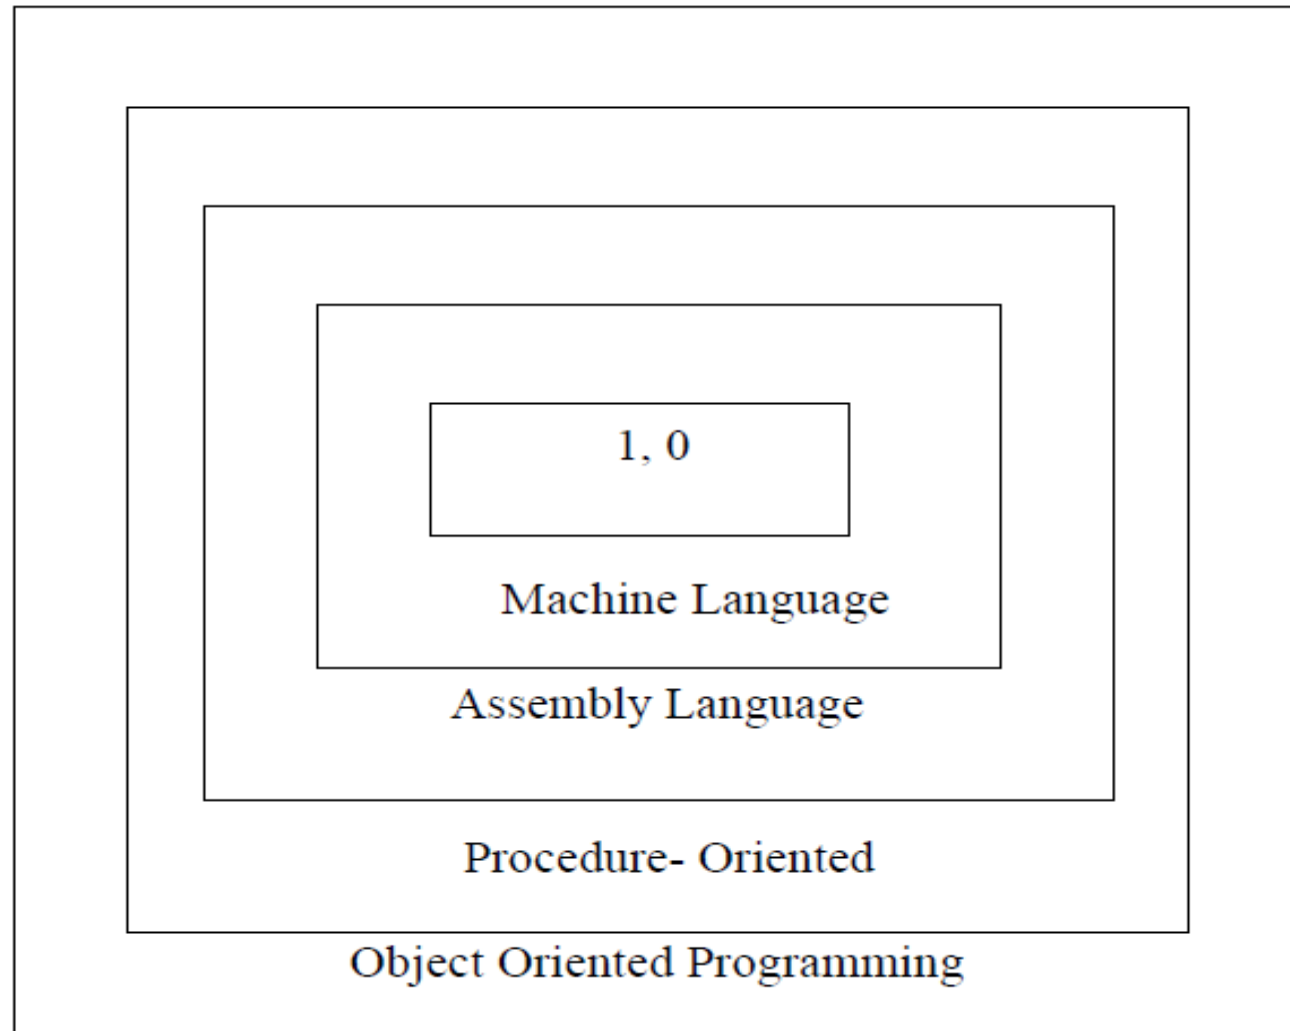 1, 0
Machine Language
Assembly Language
Procedure- Oriented
Object Oriented Programming